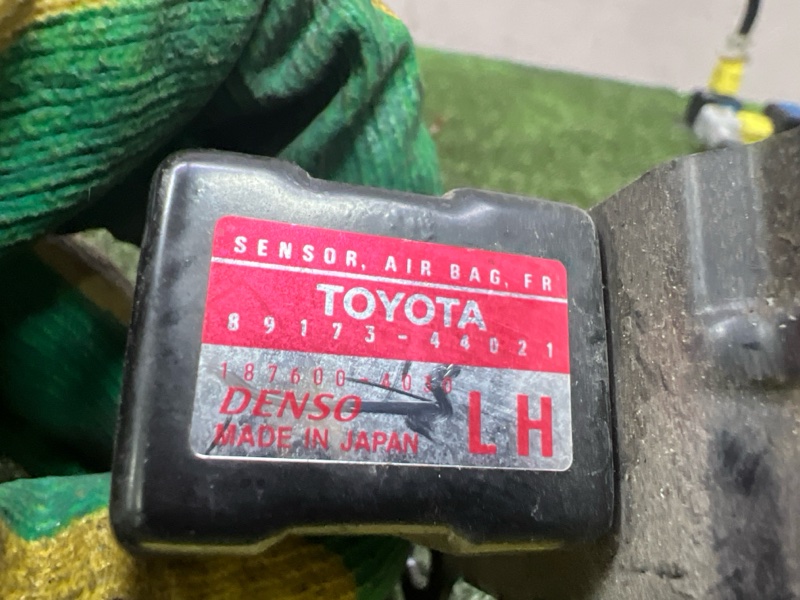 SENSOR, AIR BAG, FR
TOYOTA
89173-44021
DENSO
LH
MADE IN JAPAN